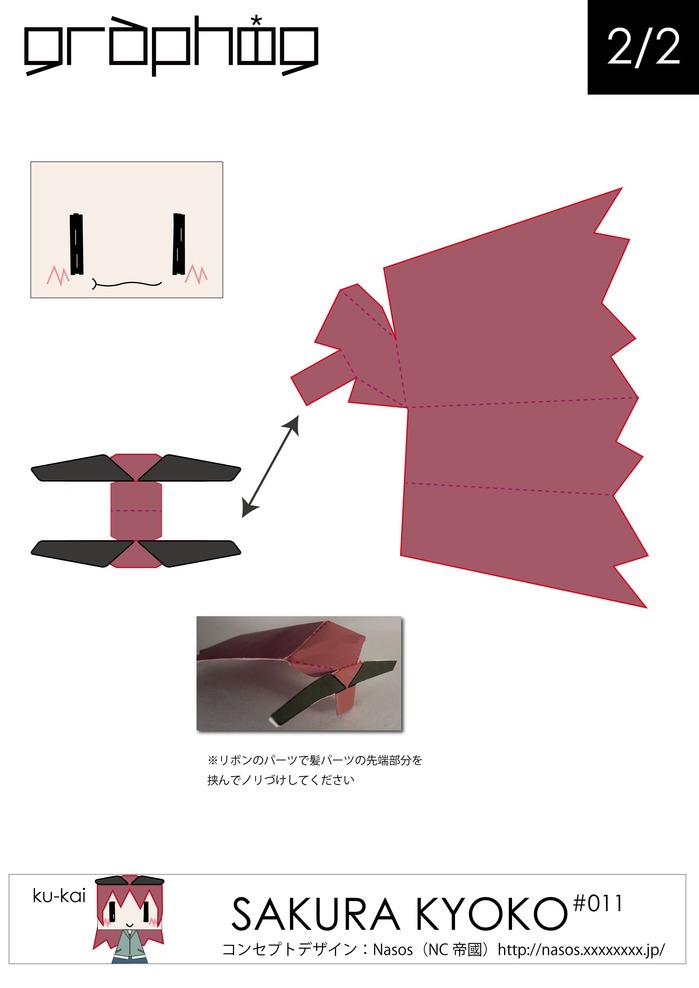 graphig
2/2
※リボンのパーツで髪パーツの先端部分を
挟んでノリづけしてください
ku-kai
SAKURA KYOKO #011
コンセプトデザイン：Nasos（NC 帝國）http://nasos.xxxxxxxx.jp/